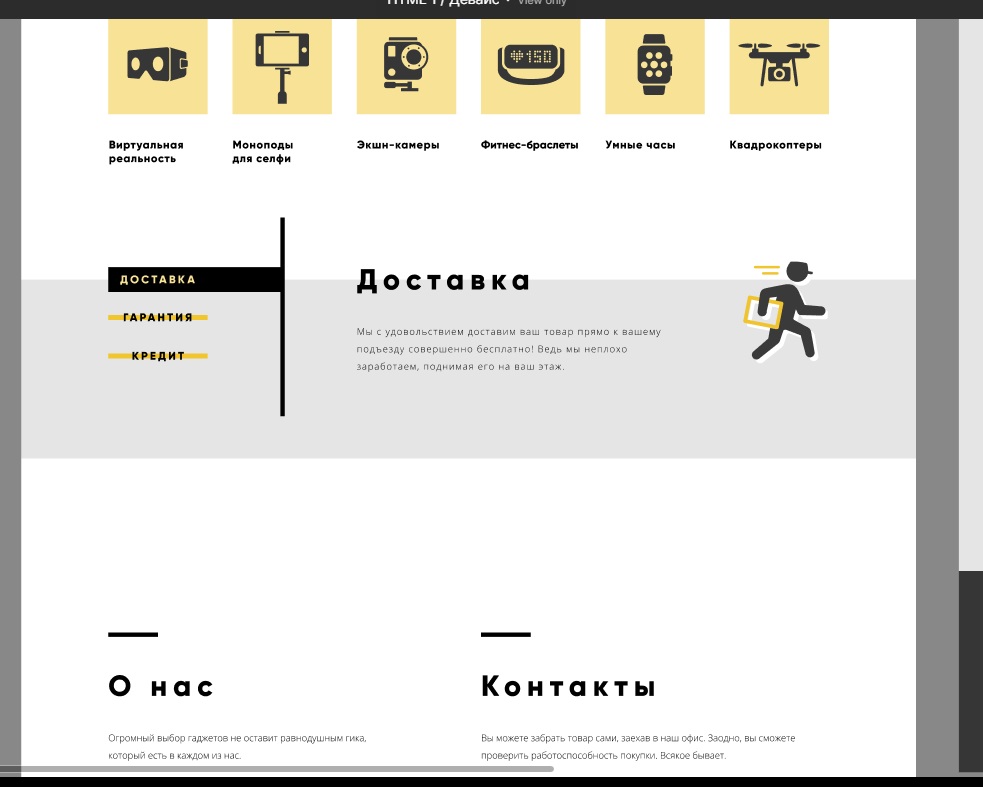 HTML 1 / Девайс · View only
150
Виртуальная
реальность
Моноподы
для селфи
Экшн-камеры
Фитнес-браслеты
Умные часы
Квадрокоптеры
ДОСТАВКА
ГАРАНТИЯ
КРЕДИТ
Доставка
Мы с удовольствием доставим ваш товар прямо к вашему
подъезду совершенно бесплатно! Ведь мы неплохо
заработаем, поднимая его на ваш этаж.
О нас
Огромный выбор гаджетов не оставит равнодушным гика,
который есть в каждом из нас.
Контакты
Вы можете забрать товар сами, заехав в наш офис. Заодно, вы сможете
проверить работоспособность покупки. Всякое бывает.